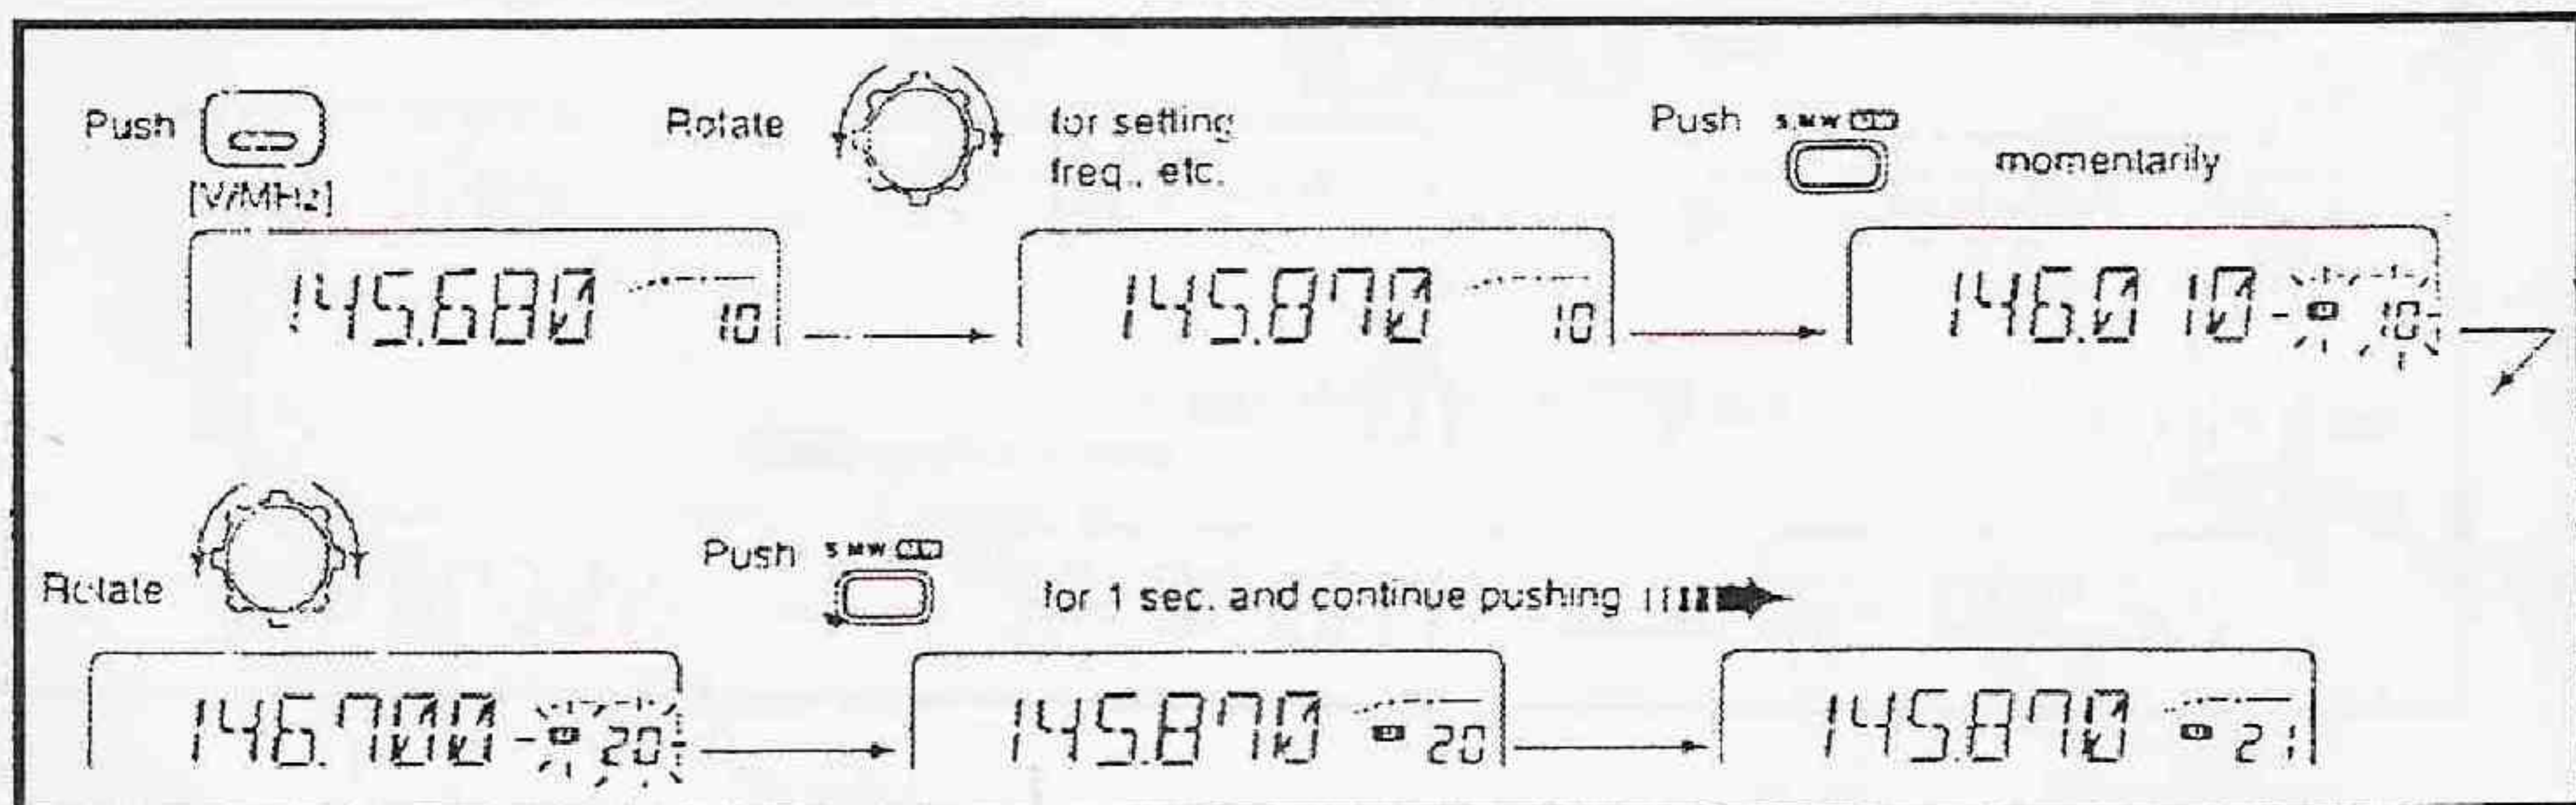 Push
[V/MHz]
Rotate
for setting
freq., etc.
Push S.MW
momentarily
145.680
10
145.870
10
146.010
10
Rotate
Push S.MW
for 1 sec. and continue pushing
146.700
20
145.870
20
145.870
21